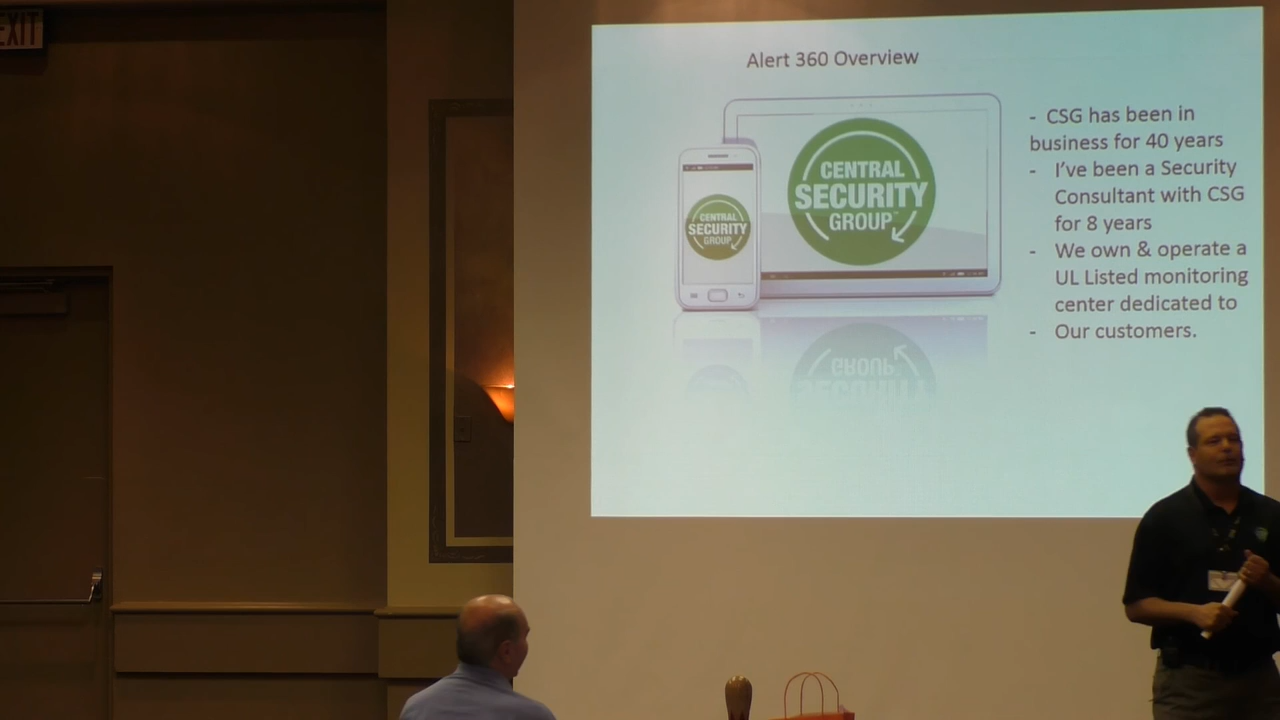 EXIT
Alert 360 Overview
CENTRAL
SECURITY
GROUP
CENTRAL
SECURITY
GROUP
- CSG has been in
business for 40 years
- I've been a Security
Consultant with CSG
for 8 years
- We own & operate a
UL Listed monitoring
center dedicated to
- Our customers.